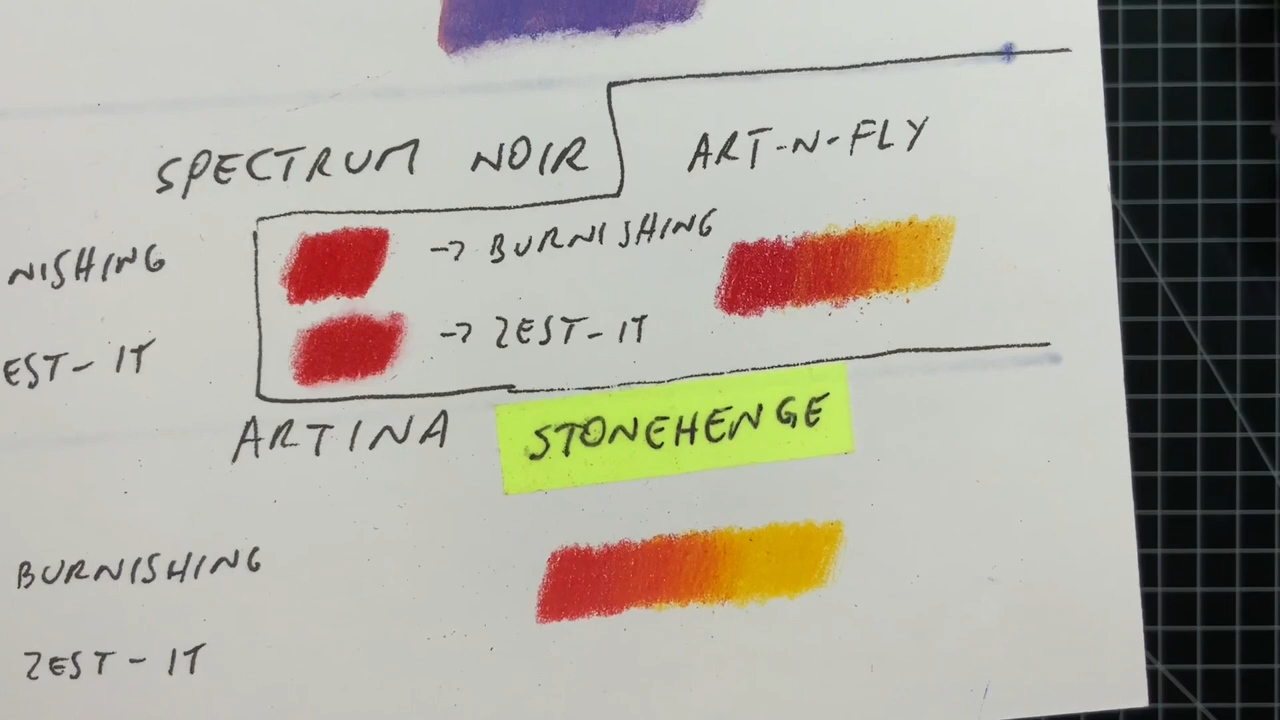 SPECTRUM NOIR
ART-N-FLY
NISHING
→ BURNISHING
EST-IT
→ ZEST-IT
ARTINA
STONEHENGE
BURNISHING
ZEST-IT